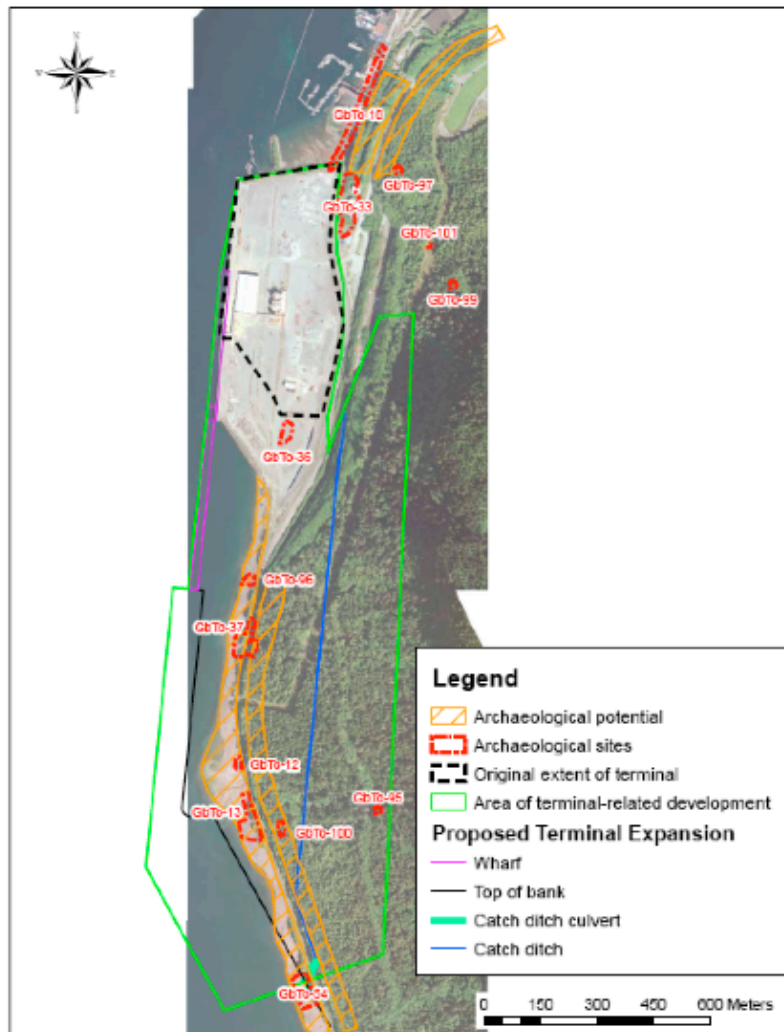 N
W E
S
GbTo-10
GbTo-97
GbTo-33
GbTo-101
GbTo-99
GbTo-36
GbTo-96
GbTo-37
GbTo-12
GbTo-13
GbTo-95
GbTo-100
GbTo-54
Legend
Archaeological potential
Archaeological sites
Original extent of terminal
Area of terminal-related development
Proposed Terminal Expansion
Wharf
Top of bank
Catch ditch culvert
Catch ditch
0 150 300 450 600 Meters